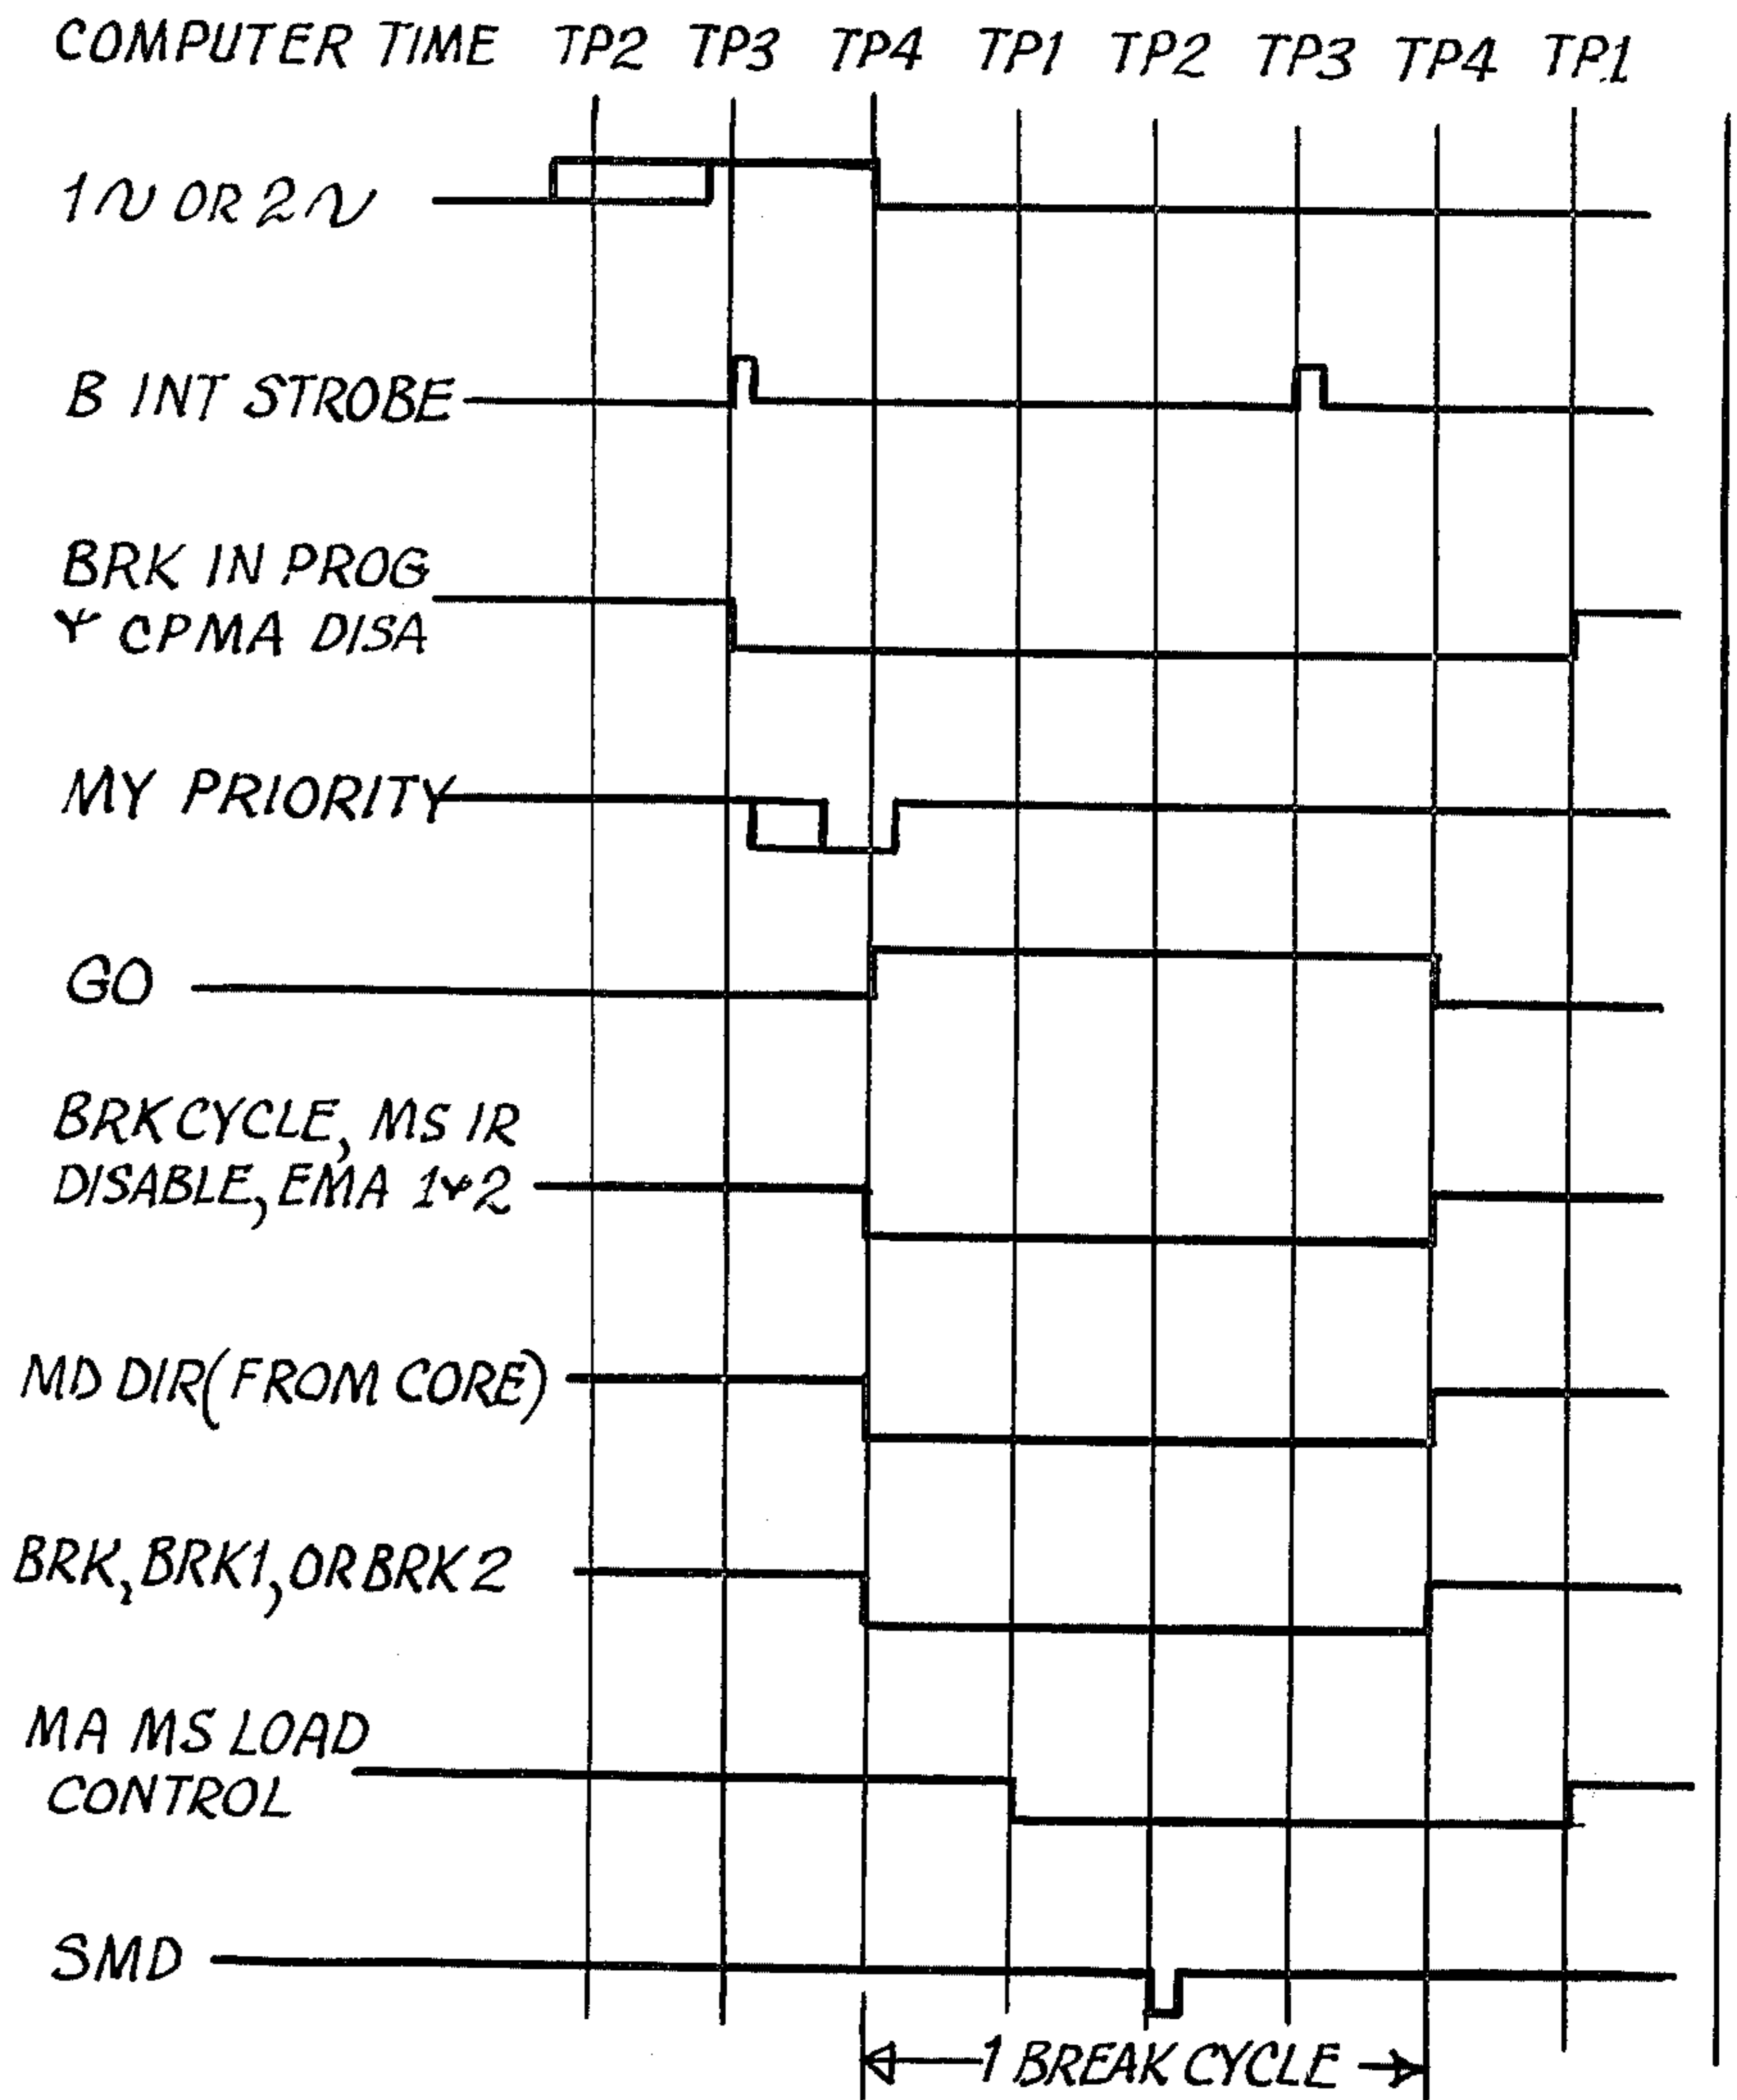 COMPUTER TIME TP2 TP3 TP4 TP1 TP2 TP3 TP4 TP1
1∿ OR 2∿
B INT STROBE
BRK IN PROG
& CPMA DISA
MY PRIORITY
GO
BRK CYCLE, MS IR
DISABLE, EMA 1&2
MD DIR (FROM CORE)
BRK, BRK1, OR BRK 2
MA MS LOAD
CONTROL
SMD
1 BREAK CYCLE